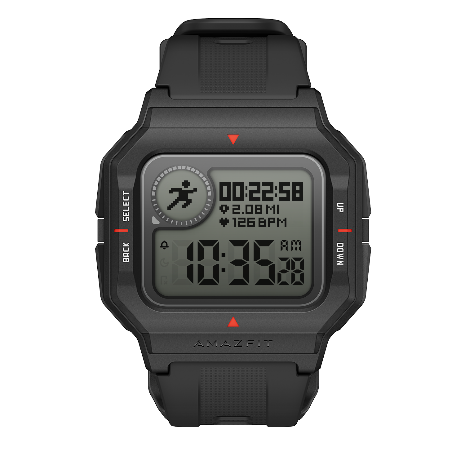 SELECT
BACK
UP
DOWN
00:22:58
2.08 MI
126 BPM
AM
10:35 28
AMAZFIT